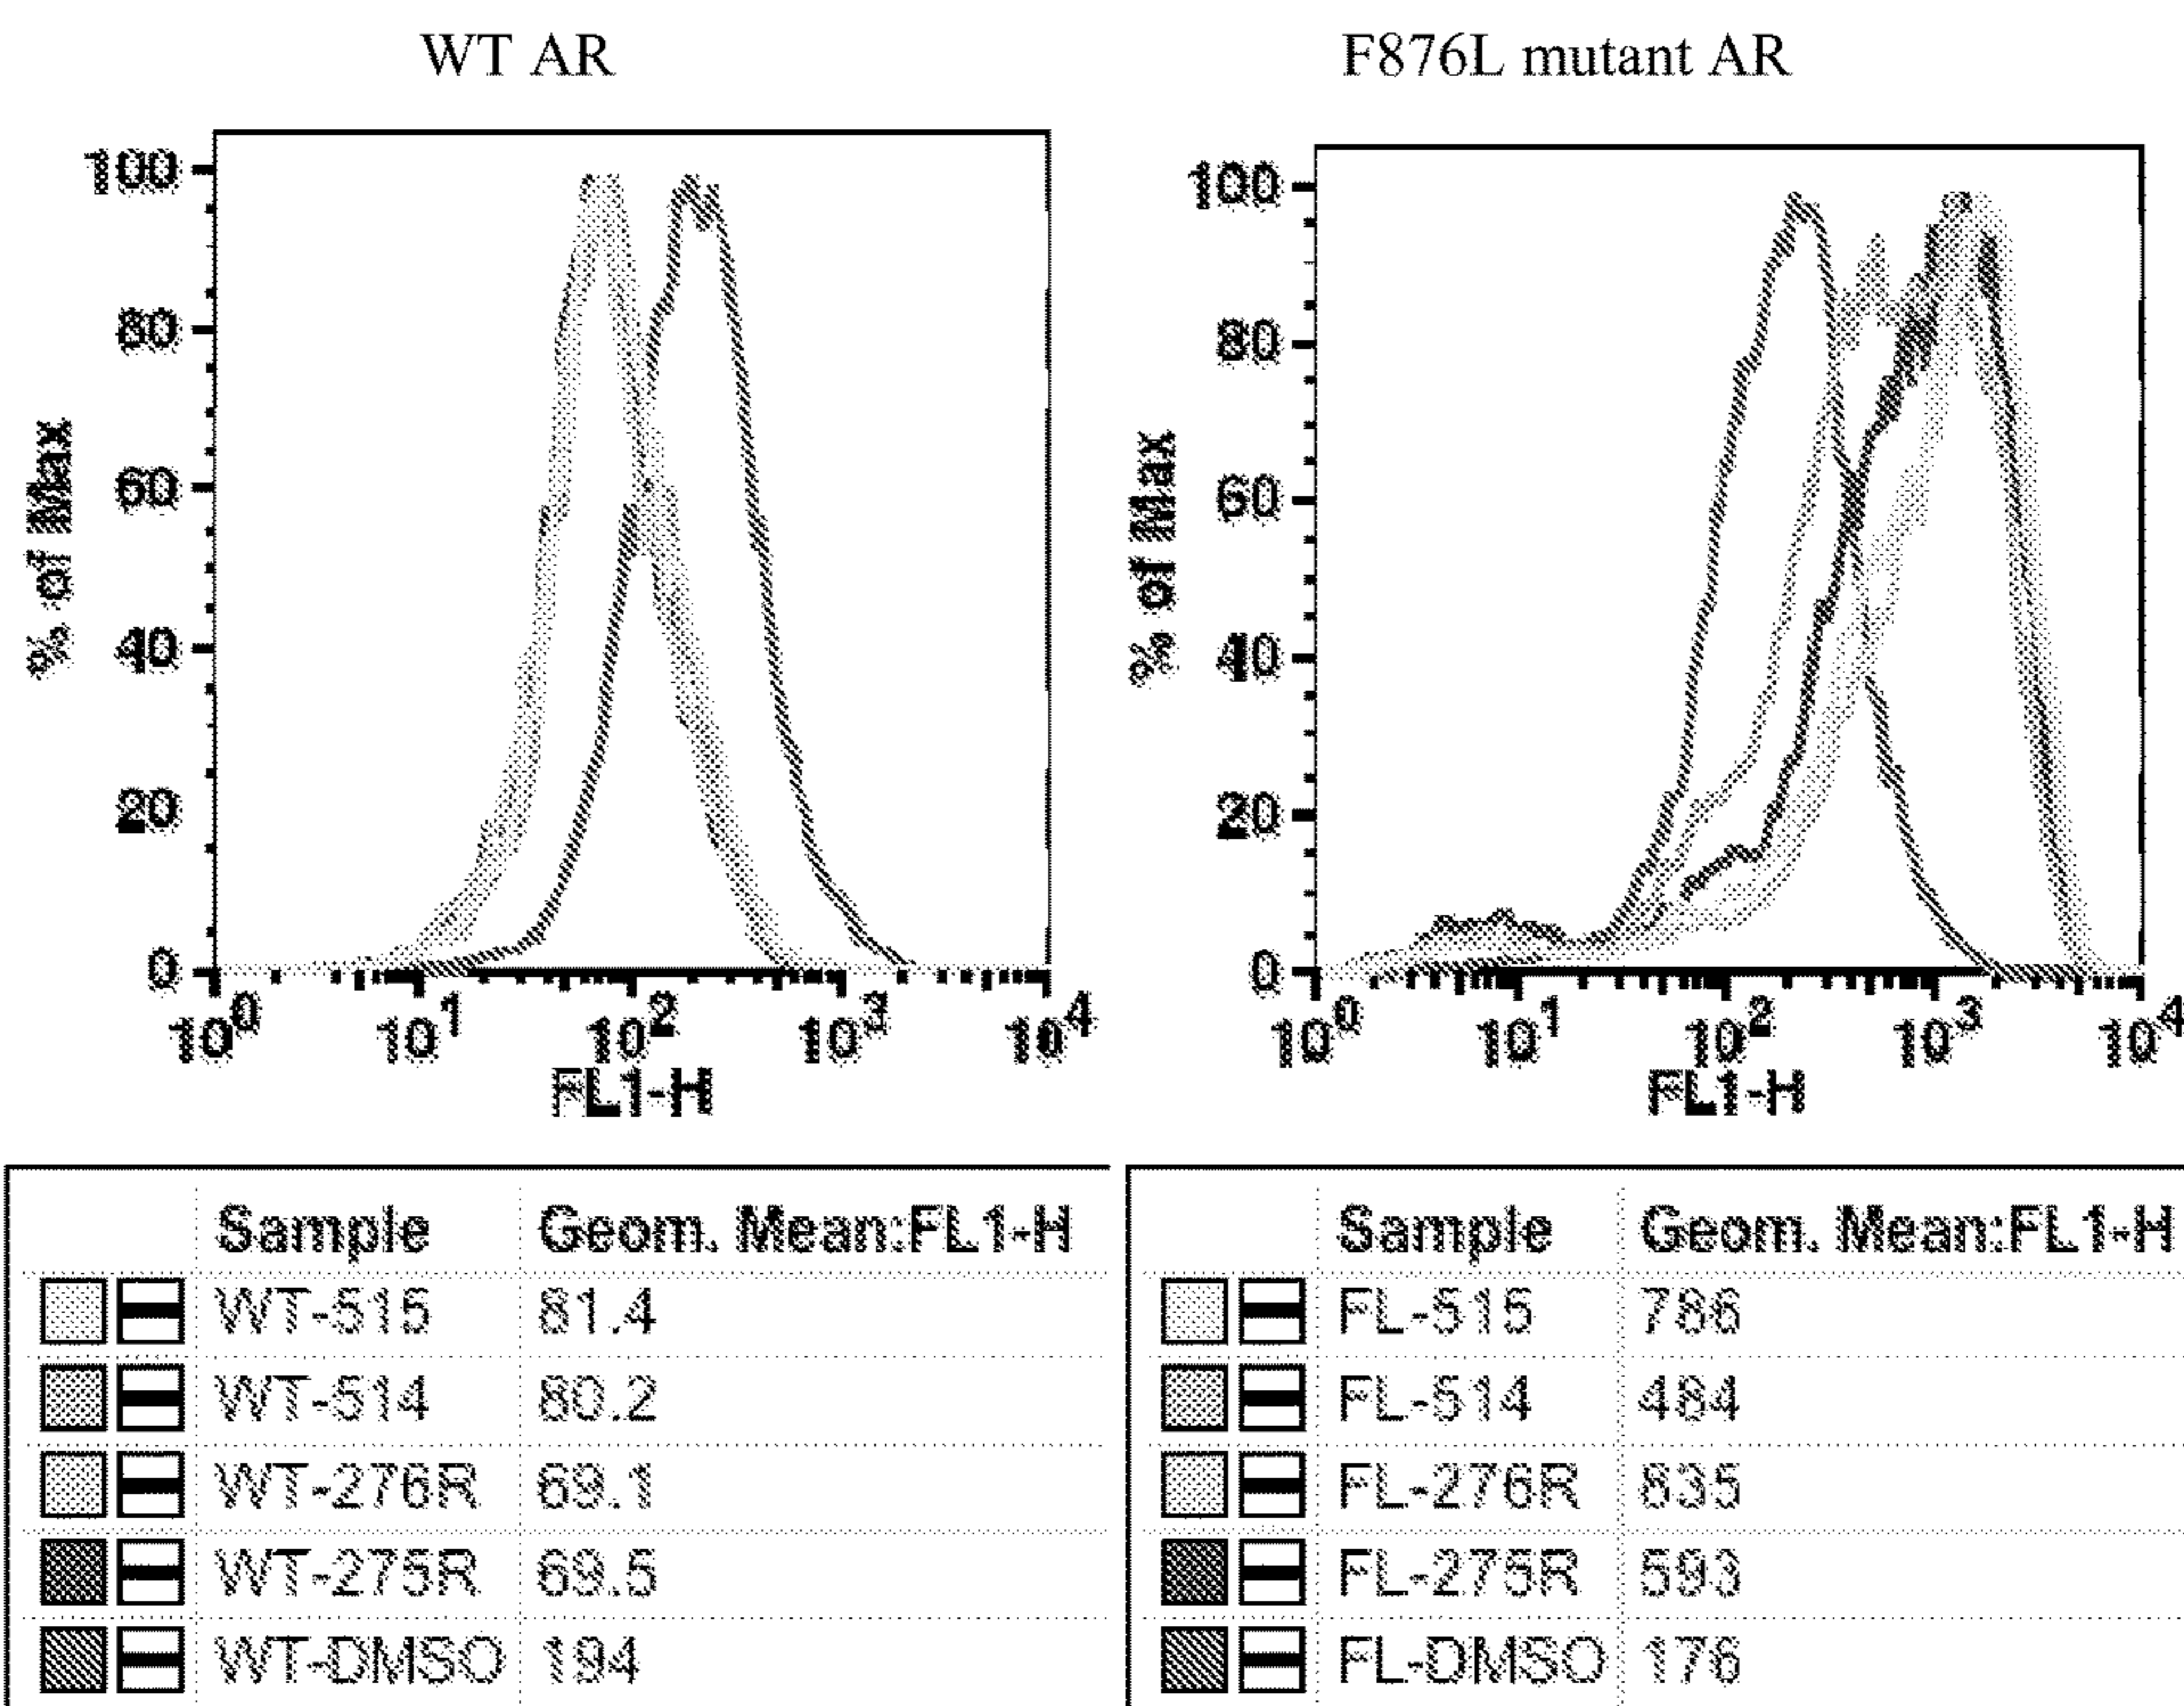 WT AR
F876L mutant AR
100
80
60
40
20
0
% of Max
10^0 10^1 10^2 10^3 10^4
FL1-H
100
80
60
40
20
0
% of Max
10^0 10^1 10^2 10^3 10^4
FL1-H
Sample Geom. Mean:FL1-H
WT-515 81.4
WT-514 80.2
WT-276R 69.1
WT-275R 69.5
WT-DMSO 194
Sample Geom. Mean:FL1-H
FL-515 786
FL-514 484
FL-276R 835
FL-275R 593
FL-DMSO 176